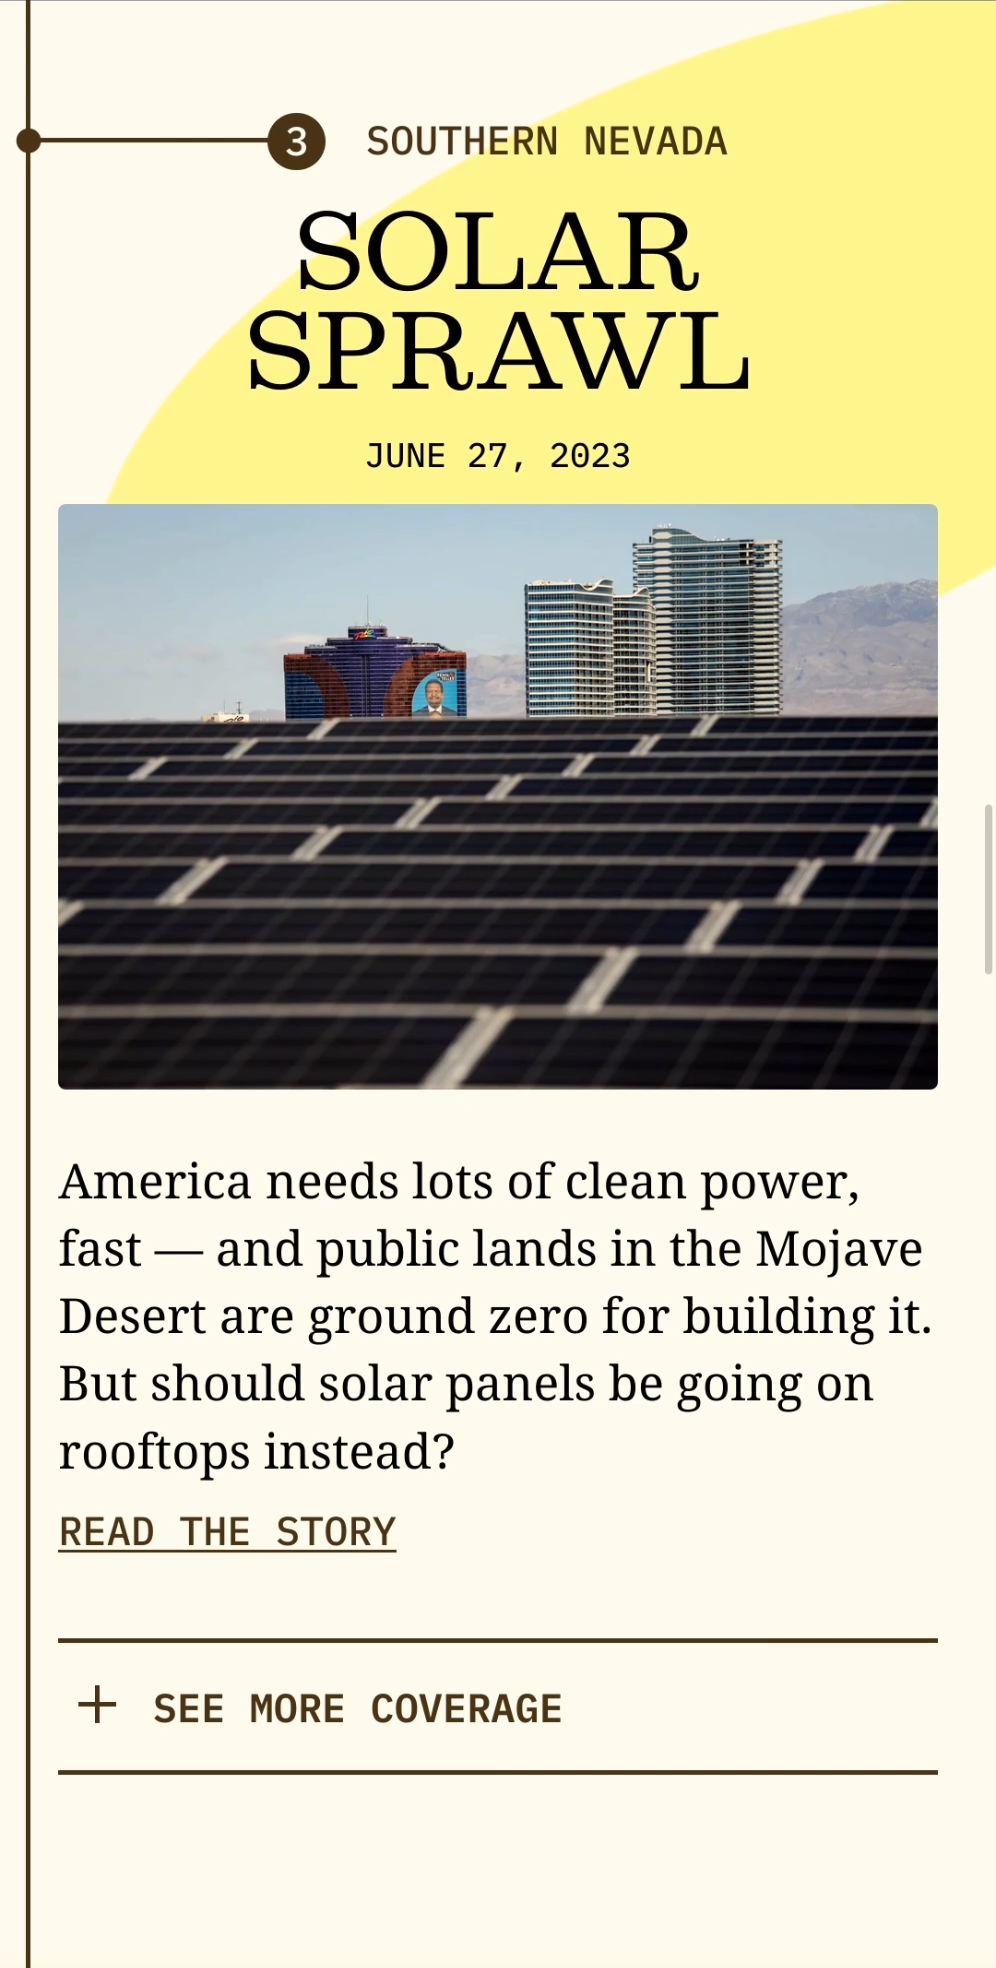 3 SOUTHERN NEVADA
SOLAR
SPRAWL
JUNE 27, 2023
America needs lots of clean power,
fast — and public lands in the Mojave
Desert are ground zero for building it.
But should solar panels be going on
rooftops instead?
READ THE STORY
+ SEE MORE COVERAGE